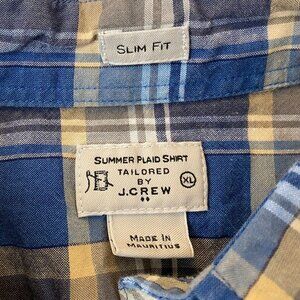 SLIM FIT
SUMMER PLAID SHIRT
TAILORED
BY
J.CREW
XL
MADE IN
MAURITIUS